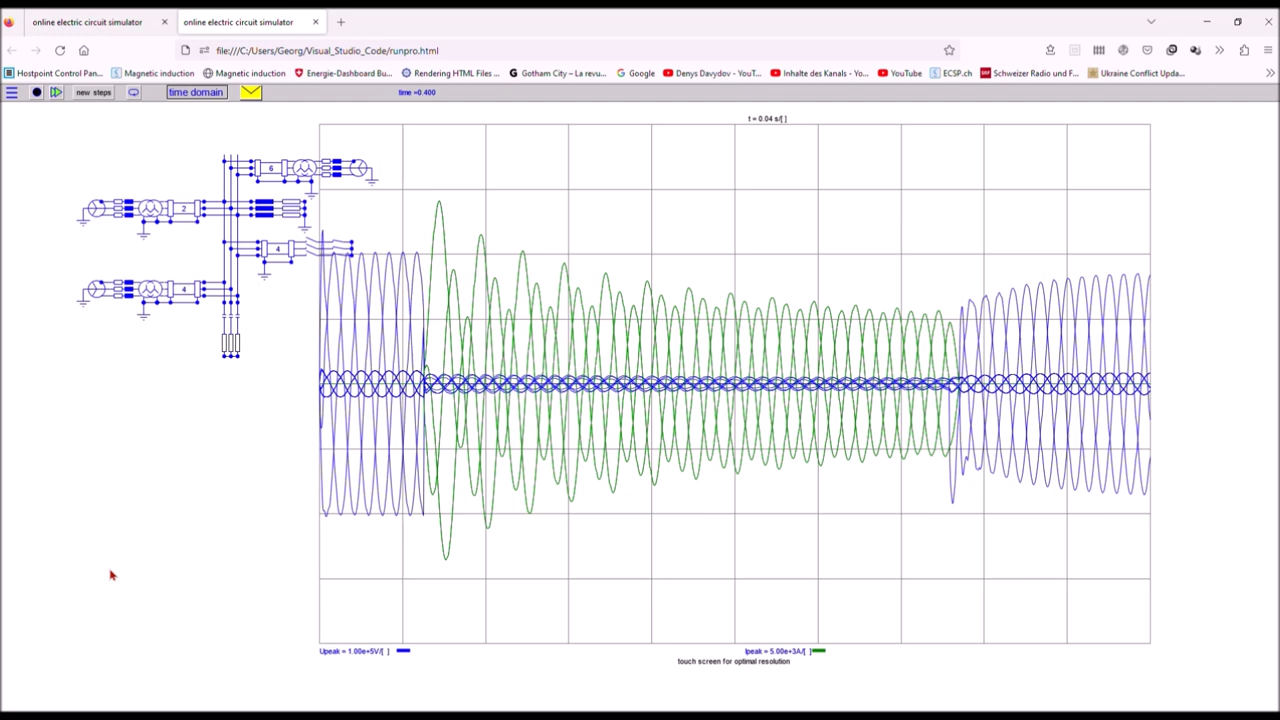 online electric circuit simulator
online electric circuit simulator
file:///C:/Users/Georg/Visual_Studio_Code/runpro.html
Hostpoint Control Pan... Magnetic induction Magnetic induction Energie-Dashboard Bu... Rendering HTML Files ... Gotham City – La revu... Google Denys Davydov - YouT... Inhalte des Kanals - Yo... YouTube ECSP.ch Schweizer Radio und F... Ukraine Conflict Upda...
new steps time domain time =0.400
t = 0.04 s/[ ]
6
2
4
4
Upeak = 1.00e+5V/[ ] Ipeak = 5.00e+3A/[ ]
touch screen for optimal resolution